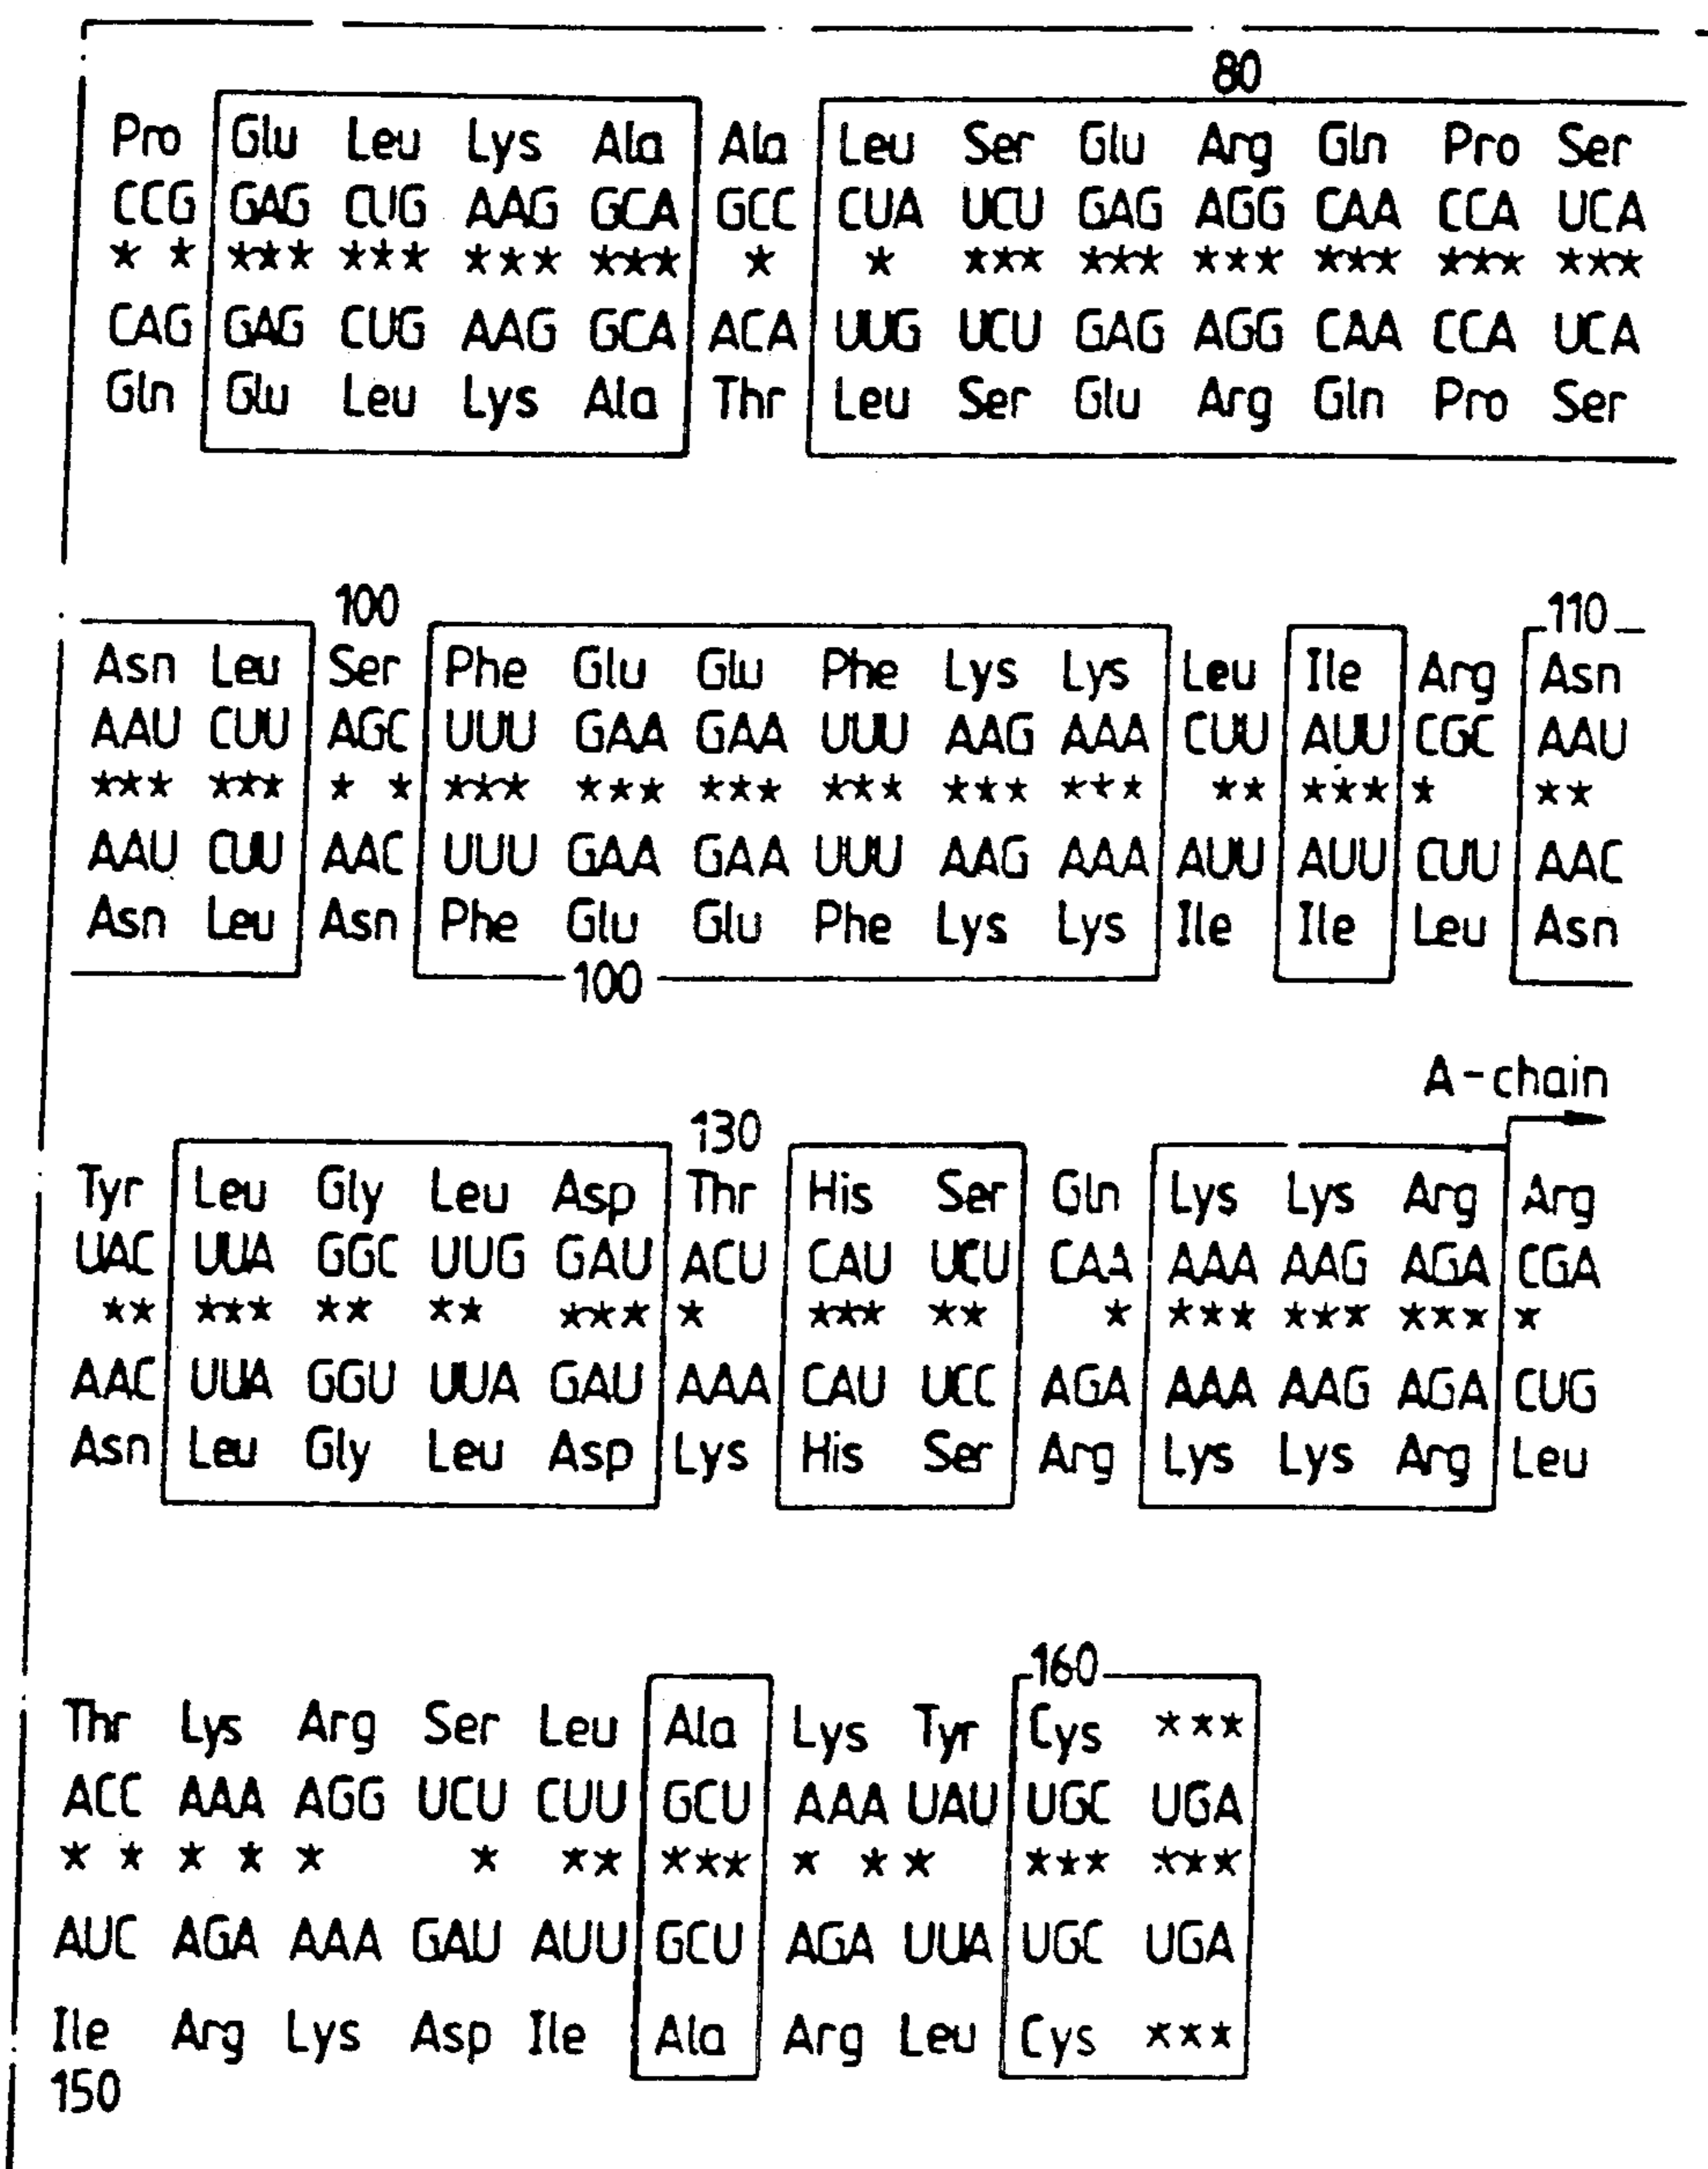 80
Pro Glu Leu Lys Ala Ala Leu Ser Glu Arg Gln Pro Ser
CCG GAG CUG AAG GCA GCC CUA UCU GAG AGG CAA CCA UCA
* * *** *** *** *** * * *** *** *** *** *** ***
CAG GAG CUG AAG GCA ACA UUG UCU GAG AGG CAA CCA UCA
Gln Glu Leu Lys Ala Thr Leu Ser Glu Arg Gln Pro Ser
100 110
Asn Leu Ser Phe Glu Glu Phe Lys Lys Leu Ile Arg Asn
AAU CUU AGC UUU GAA GAA UUU AAG AAA CUU AUU CGC AAU
*** *** * * *** *** *** *** *** *** ** *** * **
AAU CUU AAC UUU GAA GAA UUU AAG AAA AUU AUU CUU AAC
Asn Leu Asn Phe Glu Glu Phe Lys Lys Ile Ile Leu Asn
100
A-chain
130
Tyr Leu Gly Leu Asp Thr His Ser Gln Lys Lys Arg Arg
UAC UUA GGC UUG GAU ACU CAU UCU CAA AAA AAG AGA CGA
** *** ** ** *** * *** ** * *** *** *** *
AAC UUA GGU UUA GAU AAA CAU UCC AGA AAA AAG AGA CUG
Asn Leu Gly Leu Asp Lys His Ser Arg Lys Lys Arg Leu
160
Thr Lys Arg Ser Leu Ala Lys Tyr Cys ***
ACC AAA AGG UCU CUU GCU AAA UAU UGC UGA
* * * * * * ** *** * * * *** ***
AUC AGA AAA GAU AUU GCU AGA UUA UGC UGA
Ile Arg Lys Asp Ile Ala Arg Leu Cys ***
150